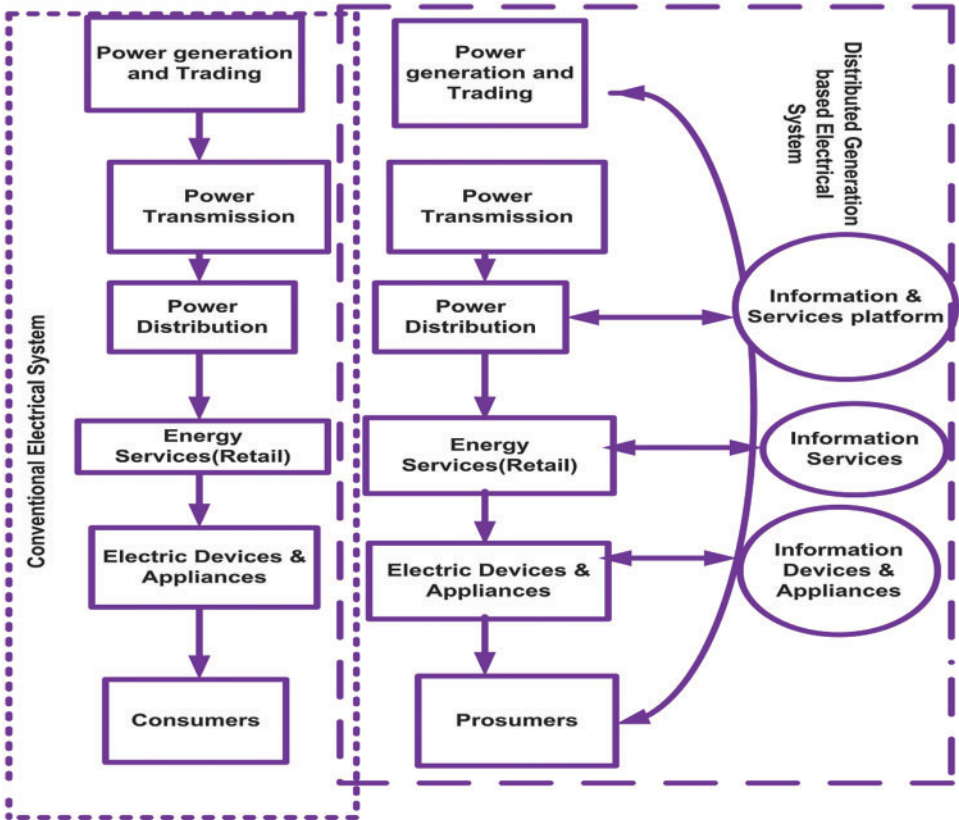 Conventional Electrical System
Power generation
and Trading
Power
Transmission
Power
Distribution
Energy
Services(Retail)
Electric Devices &
Appliances
Consumers
Power
generation and
Trading
Power
Transmission
Power
Distribution
Energy
Services(Retail)
Electric Devices &
Appliances
Prosumers
Distributed Generation
based Electrical
System
Information &
Services platform
Information
Services
Information
Devices &
Appliances